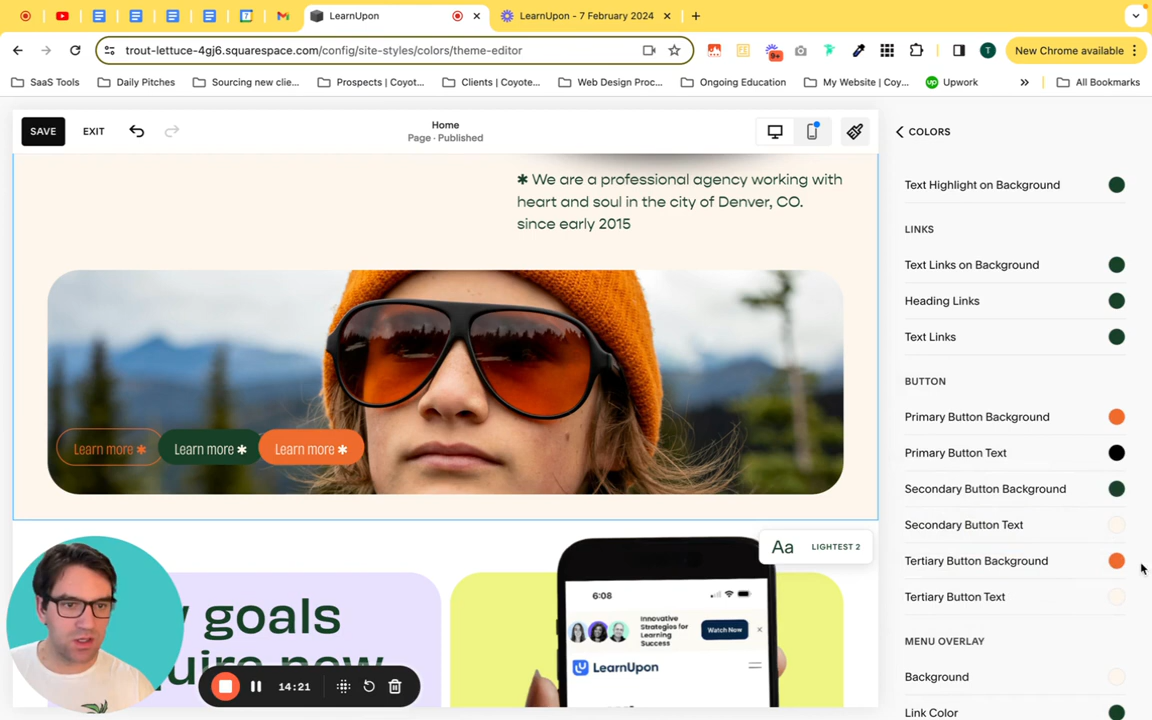 LearnUpon
LearnUpon - 7 February 2024
trout-lettuce-4gj6.squarespace.com/config/site-styles/colors/theme-editor
New Chrome available
SaaS Tools
Daily Pitches
Sourcing new clie...
Prospects | Coyot...
Clients | Coyote...
Web Design Proc...
Ongoing Education
My Website | Coy...
Upwork
All Bookmarks
SAVE
EXIT
Home
Page · Published
COLORS
✱ We are a professional agency working with
heart and soul in the city of Denver, CO.
since early 2015
Learn more ✱
Learn more ✱
Learn more ✱
Aa LIGHTEST 2
goals
6:08
Innovative
Strategies for
Learning
Success
Watch Now
LearnUpon
14:21
Text Highlight on Background
LINKS
Text Links on Background
Heading Links
Text Links
BUTTON
Primary Button Background
Primary Button Text
Secondary Button Background
Secondary Button Text
Tertiary Button Background
Tertiary Button Text
MENU OVERLAY
Background
Link Color